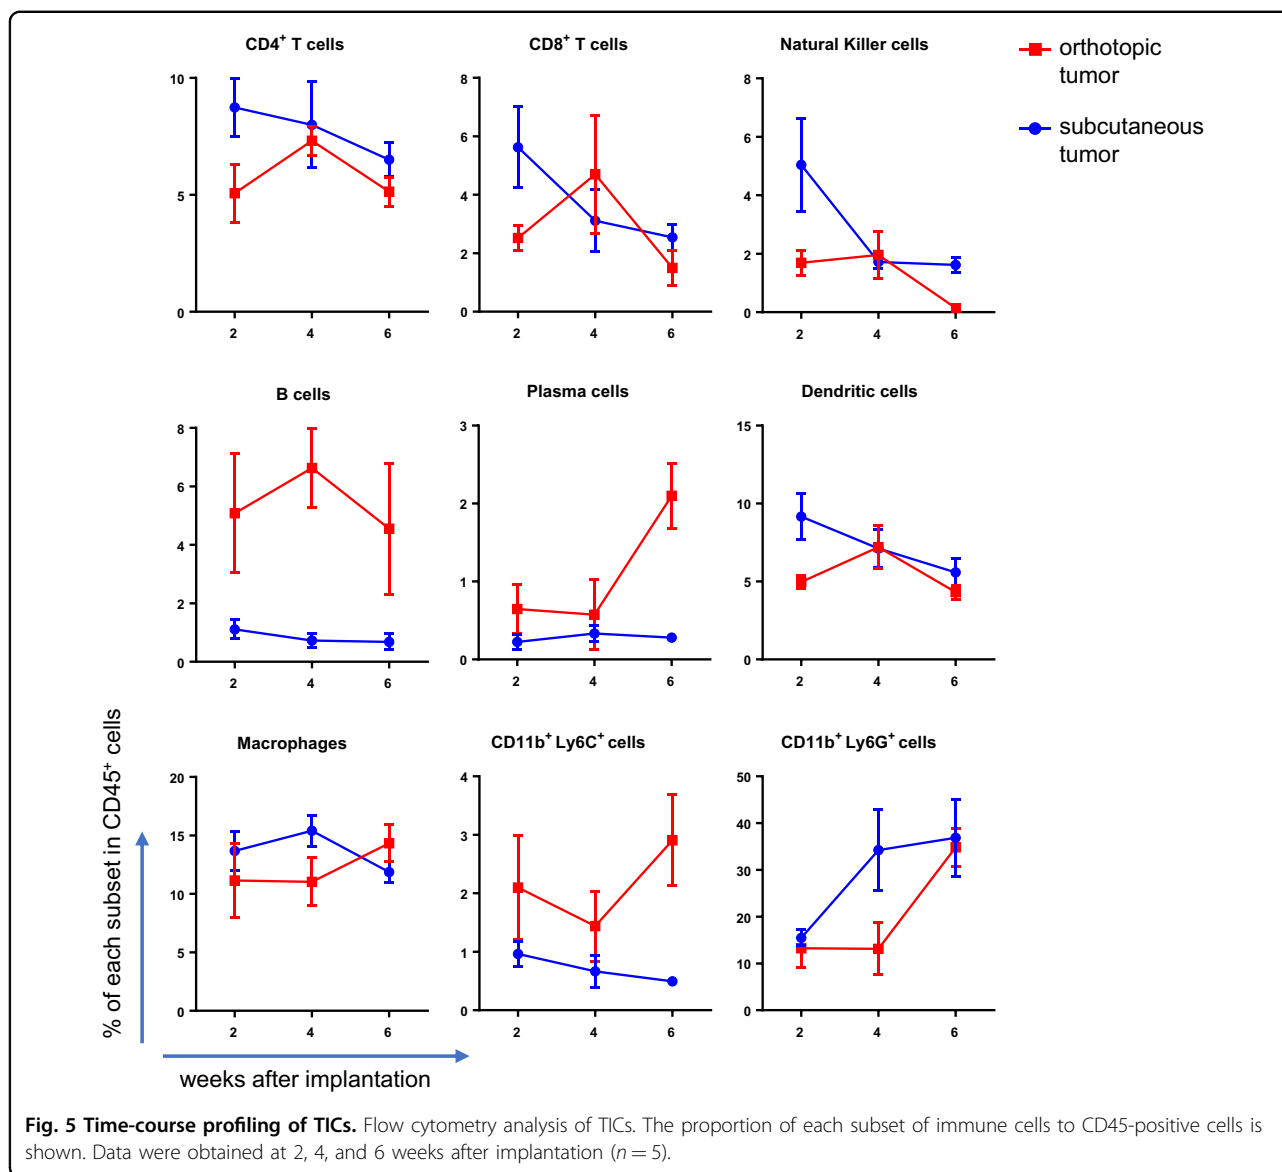 CD4+ T cells
10
5
0
2 4 6
CD8+ T cells
8
6
4
2
0
2 4 6
Natural Killer cells
8
6
4
2
0
2 4 6
orthotopic
tumor
subcutaneous
tumor
B cells
8
6
4
2
0
2 4 6
Plasma cells
3
2
1
0
2 4 6
Dendritic cells
15
10
5
0
2 4 6
Macrophages
20
15
10
5
0
2 4 6
CD11b+ Ly6C+ cells
4
3
2
1
0
2 4 6
CD11b+ Ly6G+ cells
50
40
30
20
10
0
2 4 6
% of each subset in CD45+ cells
weeks after implantation
Fig. 5 Time-course profiling of TICs. Flow cytometry analysis of TICs. The proportion of each subset of immune cells to CD45-positive cells is
shown. Data were obtained at 2, 4, and 6 weeks after implantation (n = 5).